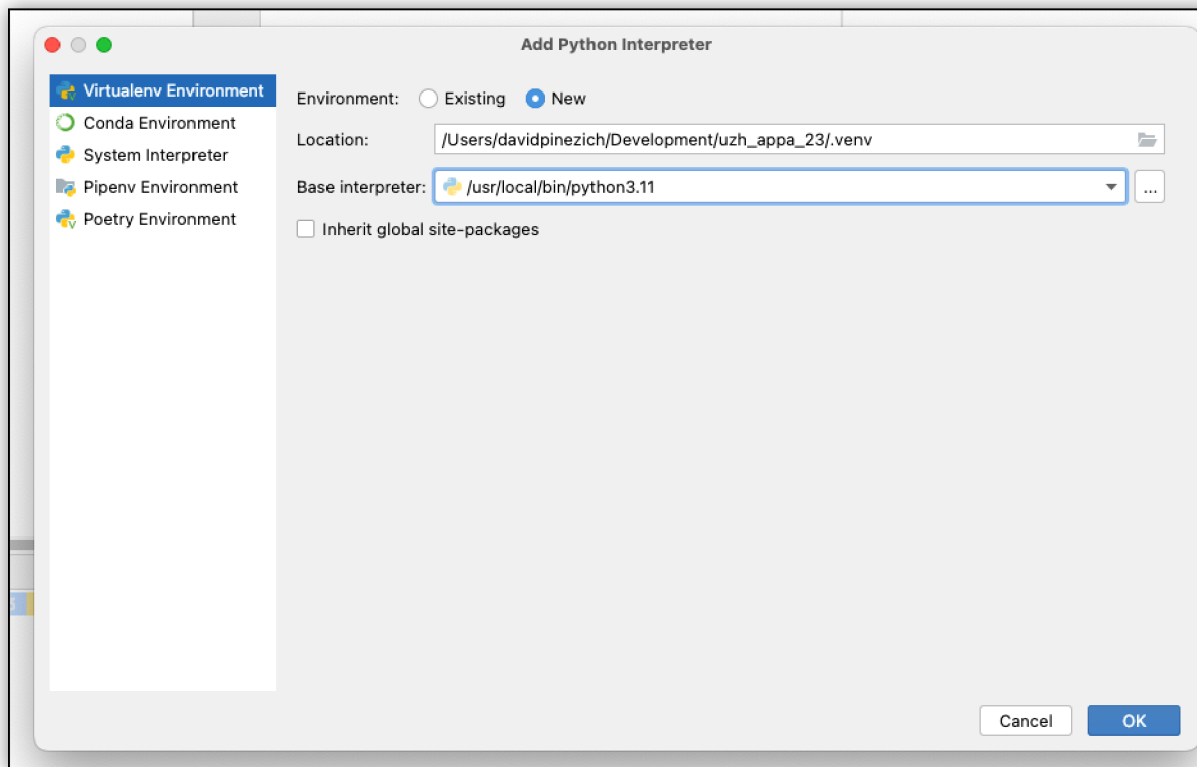 Add Python Interpreter
Virtualenv Environment
Conda Environment
System Interpreter
Pipenv Environment
Poetry Environment
Environment: Existing New
Location: /Users/davidpinezich/Development/uzh_appa_23/.venv
Base interpreter: /usr/local/bin/python3.11 ...
Inherit global site-packages
Cancel OK